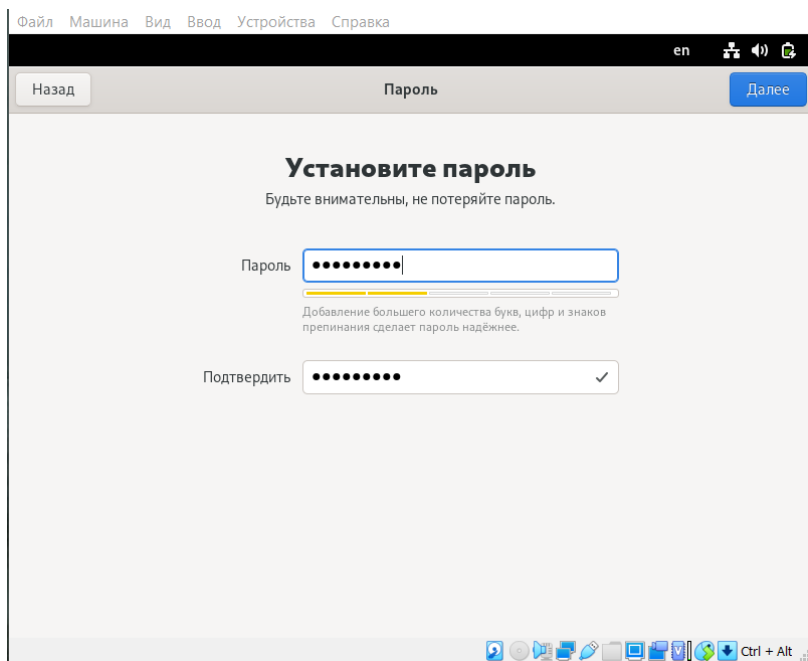 Файл Машина Вид Ввод Устройства Справка
en
Назад Пароль Далее
Установите пароль
Будьте внимательны, не потеряйте пароль.
Пароль ●●●●●●●●●
Добавление большего количества букв, цифр и знаков
препинания сделает пароль надёжнее.
Подтвердить ●●●●●●●●●
Ctrl + Alt